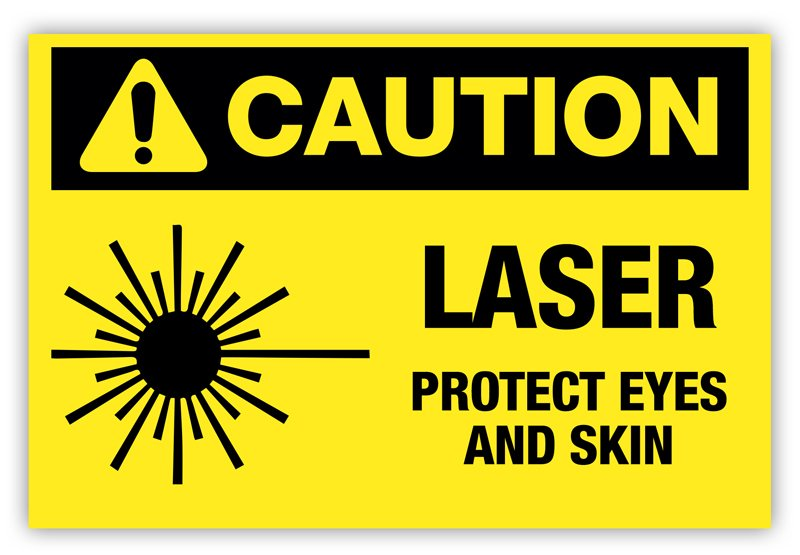 CAUTION
LASER
PROTECT EYES
AND SKIN